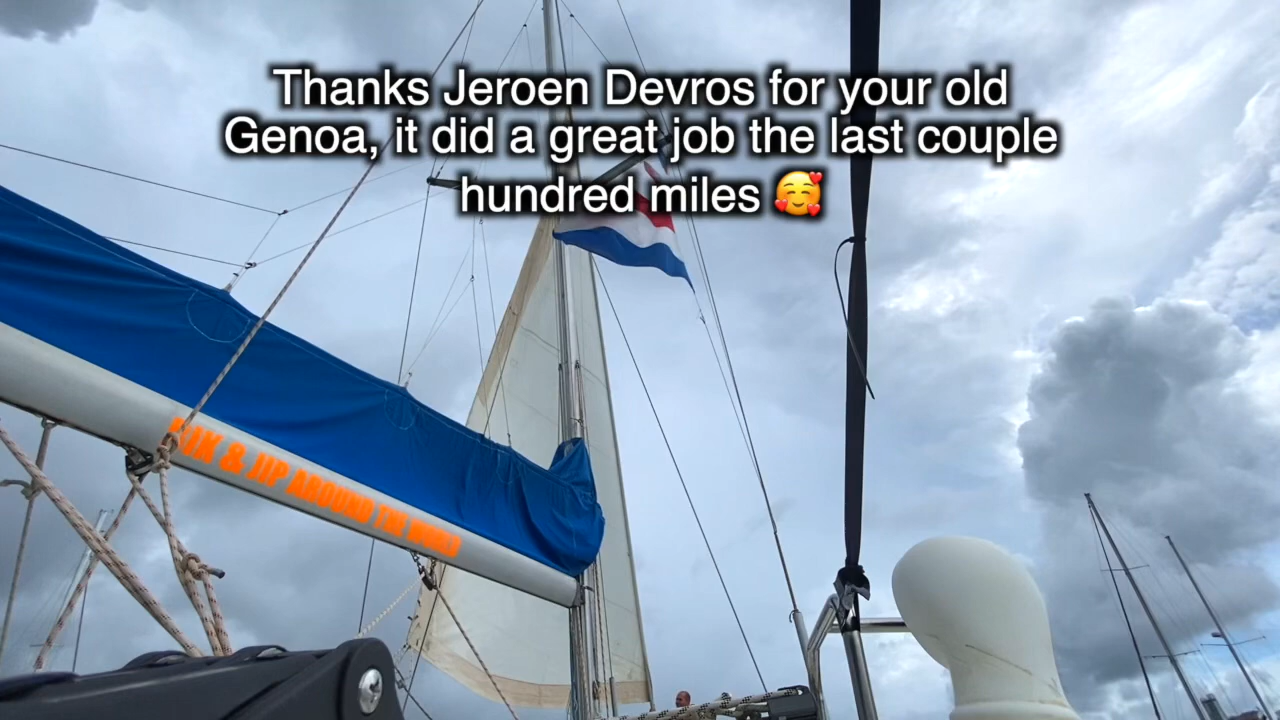 Thanks Jeroen Devros for your old
Genoa, it did a great job the last couple
hundred miles 🥰
& JIP AROUND THE WORLD